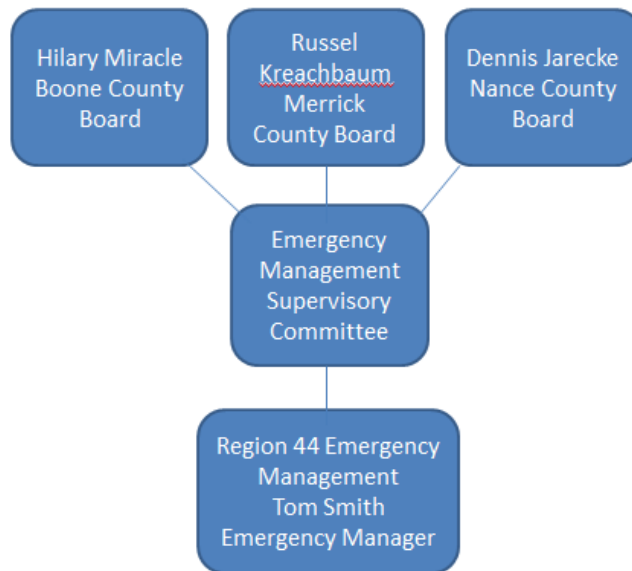 Hilary Miracle
Boone County
Board
Russel
Kreachbaum
Merrick
County Board
Dennis Jarecke
Nance County
Board
Emergency
Management
Supervisory
Committee
Region 44 Emergency
Management
Tom Smith
Emergency Manager